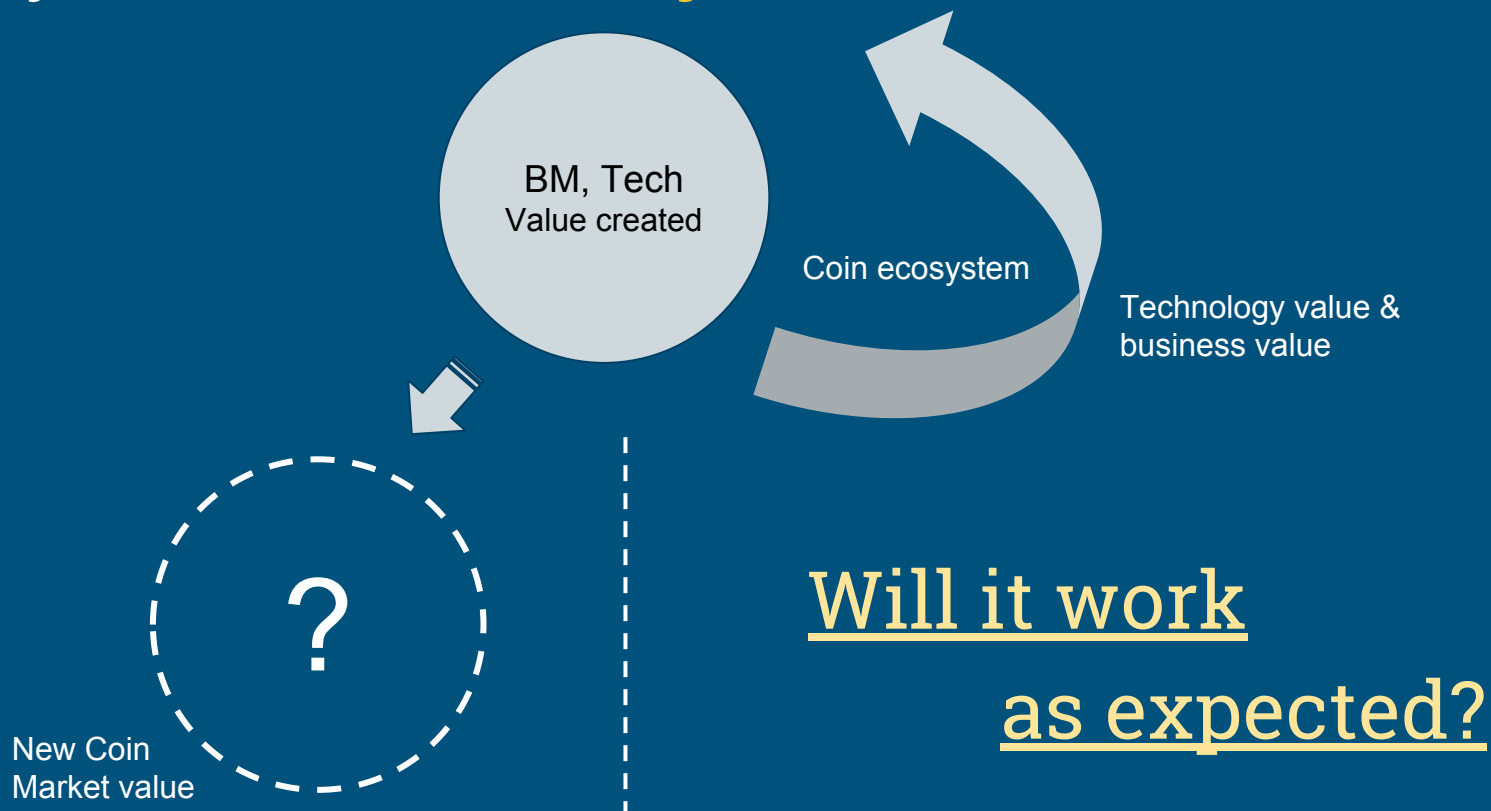 BM, Tech
Value created
Coin ecosystem
Technology value &
business value
?
New Coin
Market value
Will it work
as expected?